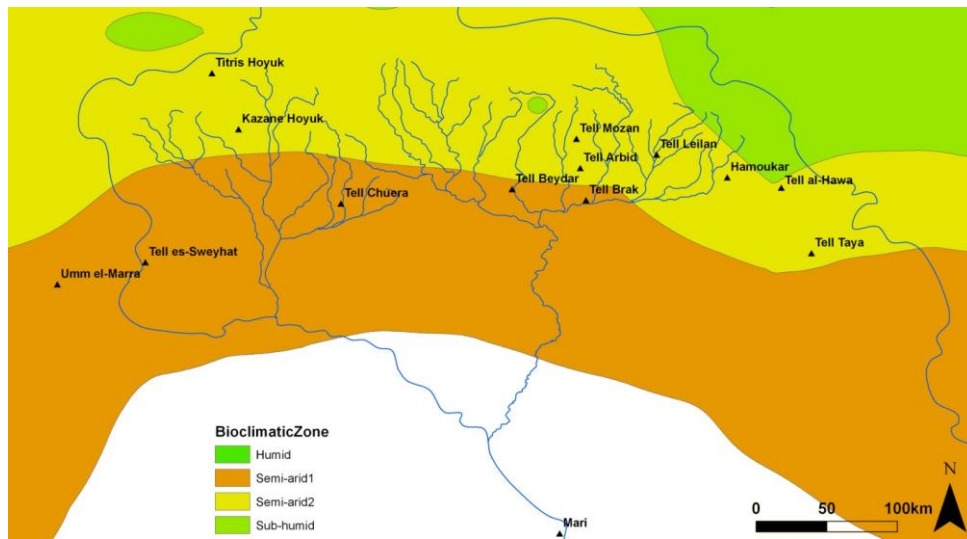 Titris Hoyuk
Kazane Hoyuk
Tell Mozan
Tell Leilan
Tell Arbid
Hamoukar
Tell Beydar
Tell al-Hawa
Tell Chuera
Tell Brak
Tell Taya
Tell es-Sweyhat
Umm el-Marra
BioclimaticZone
Humid
Semi-arid1
Semi-arid2
Sub-humid
N
0 50 100km
Mari